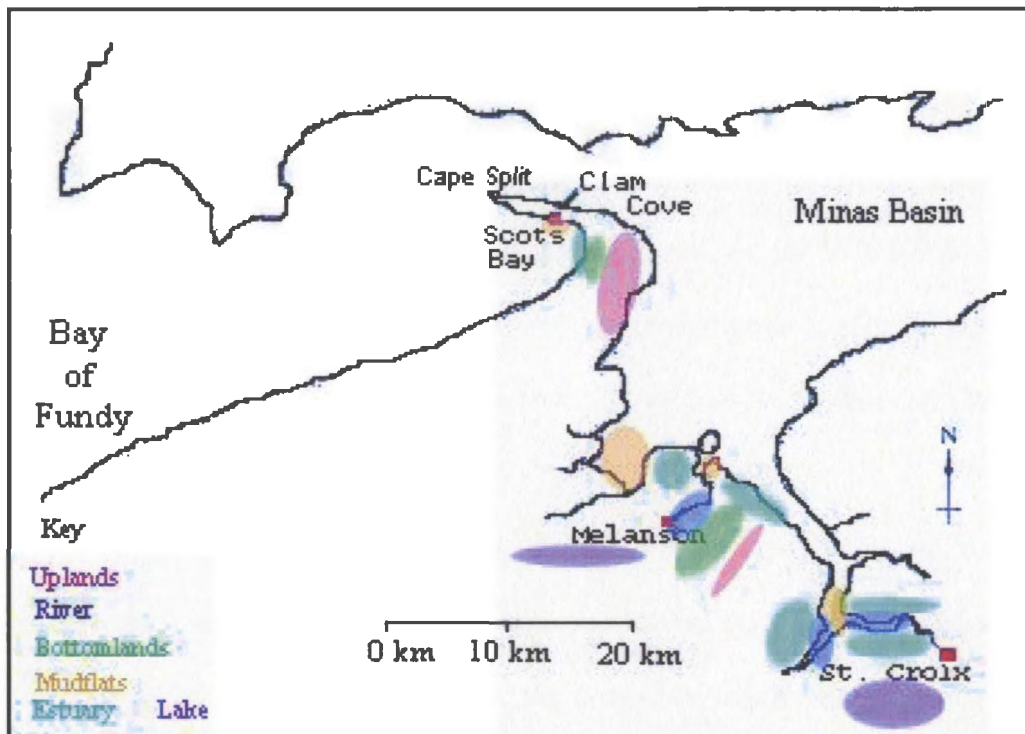 Cape Split
Clam
Cove
Minas Basin
Scots
Bay
Bay
of
Fundy
N
Key
Melanson
Uplands
River
Bottomlands
Mudflats
Estuary Lake
0 km 10 km 20 km
St. Croix